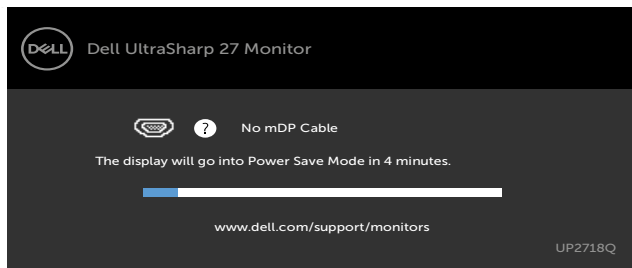 DELL Dell UltraSharp 27 Monitor
? No mDP Cable
The display will go into Power Save Mode in 4 minutes.
www.dell.com/support/monitors
UP2718Q